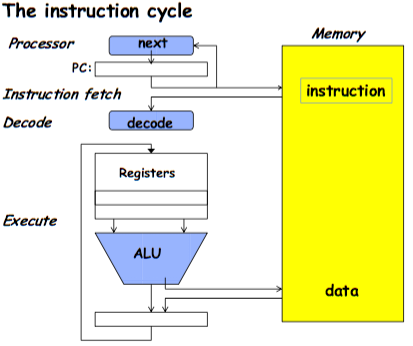 The instruction cycle
Memory
Processor
next
PC:
instruction
Instruction fetch
Decode
decode
Registers
Execute
ALU
data